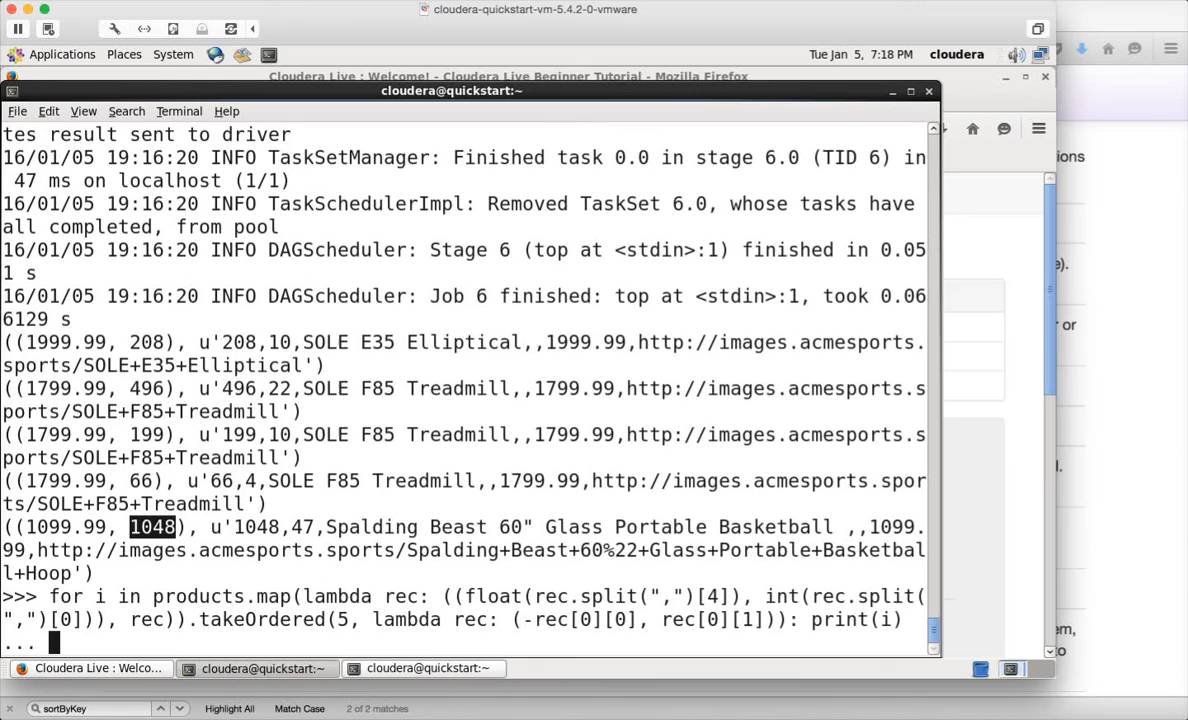 cloudera-quickstart-vm-5.4.2-0-vmware
Applications Places System Tue Jan 5, 7:18 PM cloudera
Cloudera Live : Welcome! - Cloudera Live Beginner Tutorial - Mozilla Firefox
cloudera@quickstart:~
File Edit View Search Terminal Help
tes result sent to driver
16/01/05 19:16:20 INFO TaskSetManager: Finished task 0.0 in stage 6.0 (TID 6) in
47 ms on localhost (1/1)
16/01/05 19:16:20 INFO TaskSchedulerImpl: Removed TaskSet 6.0, whose tasks have
all completed, from pool
16/01/05 19:16:20 INFO DAGScheduler: Stage 6 (top at <stdin>:1) finished in 0.05
1 s
16/01/05 19:16:20 INFO DAGScheduler: Job 6 finished: top at <stdin>:1, took 0.06
6129 s
((1999.99, 208), u'208,10,SOLE E35 Elliptical,,1999.99,http://images.acmesports.
sports/SOLE+E35+Elliptical')
((1799.99, 496), u'496,22,SOLE F85 Treadmill,,1799.99,http://images.acmesports.s
ports/SOLE+F85+Treadmill')
((1799.99, 199), u'199,10,SOLE F85 Treadmill,,1799.99,http://images.acmesports.s
ports/SOLE+F85+Treadmill')
((1799.99, 66), u'66,4,SOLE F85 Treadmill,,1799.99,http://images.acmesports.spor
ts/SOLE+F85+Treadmill')
((1099.99, 1048), u'1048,47,Spalding Beast 60" Glass Portable Basketball ,,1099.
99,http://images.acmesports.sports/Spalding+Beast+60%22+Glass+Portable+Basketbal
l+Hoop')
>>> for i in products.map(lambda rec: ((float(rec.split(",")[4]), int(rec.split(
",")[0])), rec)).takeOrdered(5, lambda rec: (-rec[0][0], rec[0][1])): print(i)
...
ions
e).
r or
d.
em,
to
Cloudera Live : Welco... cloudera@quickstart:~ cloudera@quickstart:~
sortByKey Highlight All Match Case 2 of 2 matches